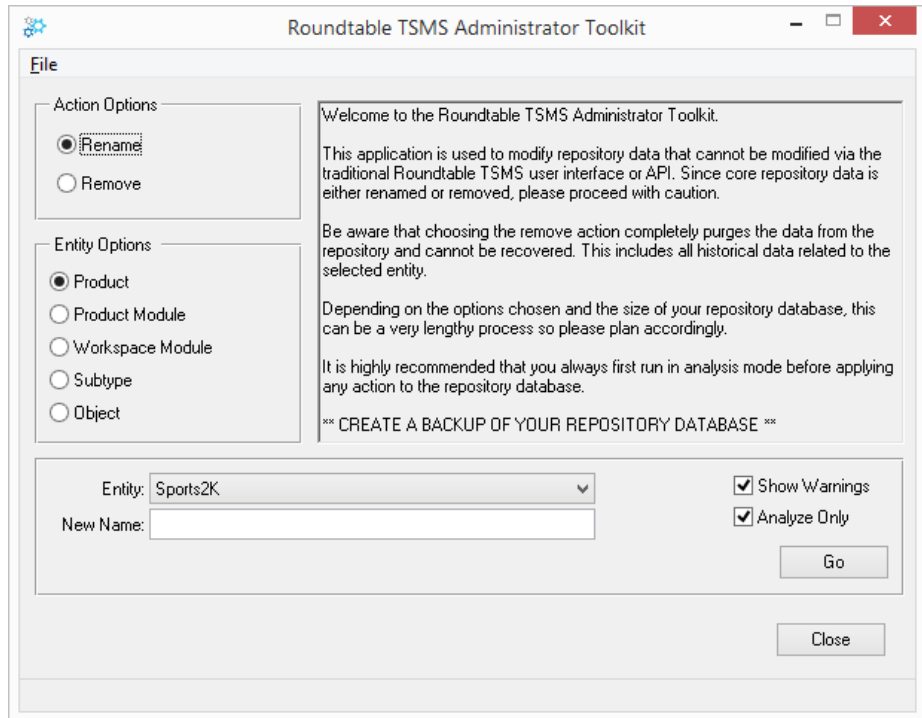 Roundtable TSMS Administrator Toolkit
File
Action Options
Rename
Remove
Entity Options
Product
Product Module
Workspace Module
Subtype
Object
Welcome to the Roundtable TSMS Administrator Toolkit.
This application is used to modify repository data that cannot be modified via the
traditional Roundtable TSMS user interface or API. Since core repository data is
either renamed or removed, please proceed with caution.
Be aware that choosing the remove action completely purges the data from the
repository and cannot be recovered. This includes all historical data related to the
selected entity.
Depending on the options chosen and the size of your repository database, this
can be a very lengthy process so please plan accordingly.
It is highly recommended that you always first run in analysis mode before applying
any action to the repository database.
** CREATE A BACKUP OF YOUR REPOSITORY DATABASE **
Entity: Sports2K
New Name:
Show Warnings
Analyze Only
Go
Close